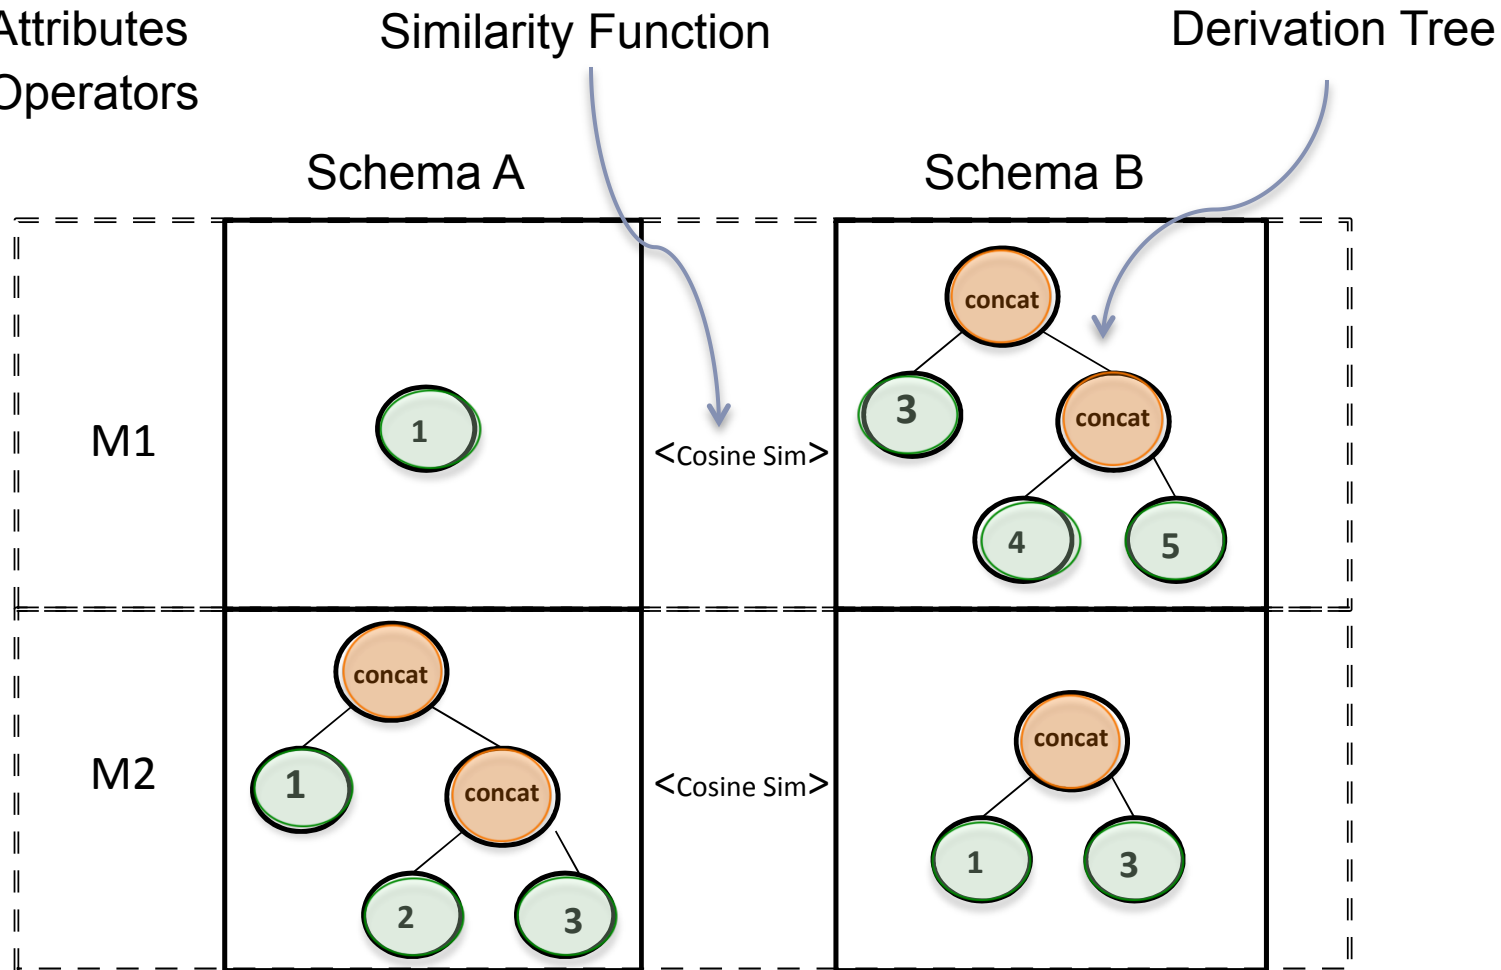 Attributes
Operators
Similarity Function
Derivation Tree
Schema A
Schema B
M1
1
<Cosine Sim>
concat
3
concat
4
5
M2
concat
1
concat
2
3
<Cosine Sim>
concat
1
3